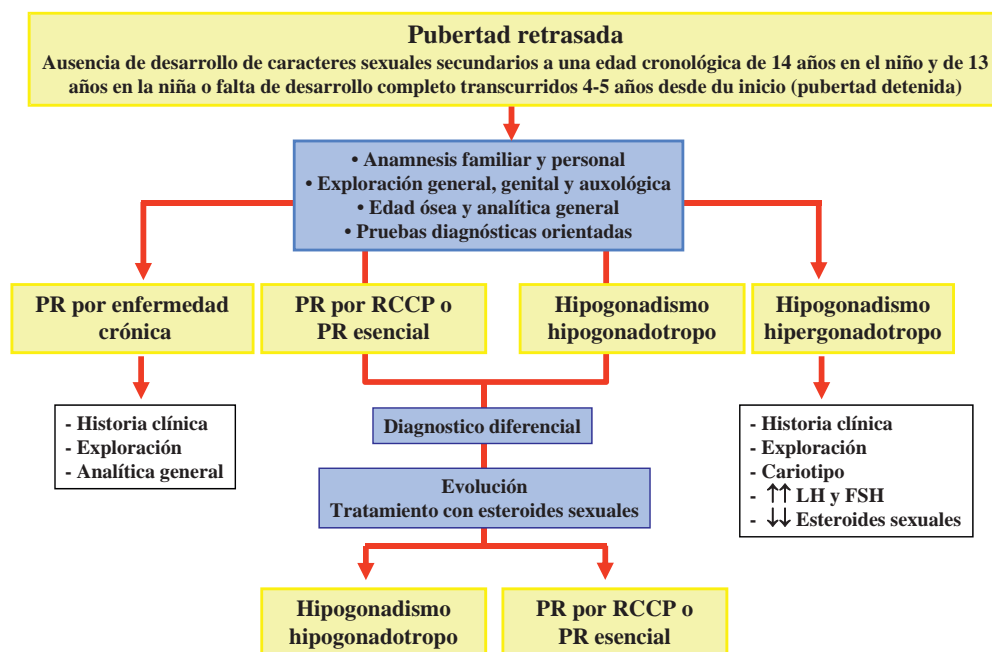 Pubertad retrasada
Ausencia de desarrollo de caracteres sexuales secundarios a una edad cronológica de 14 años en el niño y de 13
años en la niña o falta de desarrollo completo transcurridos 4-5 años desde du inicio (pubertad detenida)
• Anamnesis familiar y personal
• Exploración general, genital y auxológica
• Edad ósea y analítica general
• Pruebas diagnósticas orientadas
PR por enfermedad
crónica
PR por RCCP o
PR esencial
Hipogonadismo
hipogonadotropo
Hipogonadismo
hipergonadotropo
- Historia clínica
- Exploración
- Analítica general
Diagnostico diferencial
- Historia clínica
- Exploración
- Cariotipo
- ↑↑ LH y FSH
- ↓↓ Esteroides sexuales
Evolución
Tratamiento con esteroides sexuales
Hipogonadismo
hipogonadotropo
PR por RCCP o
PR esencial